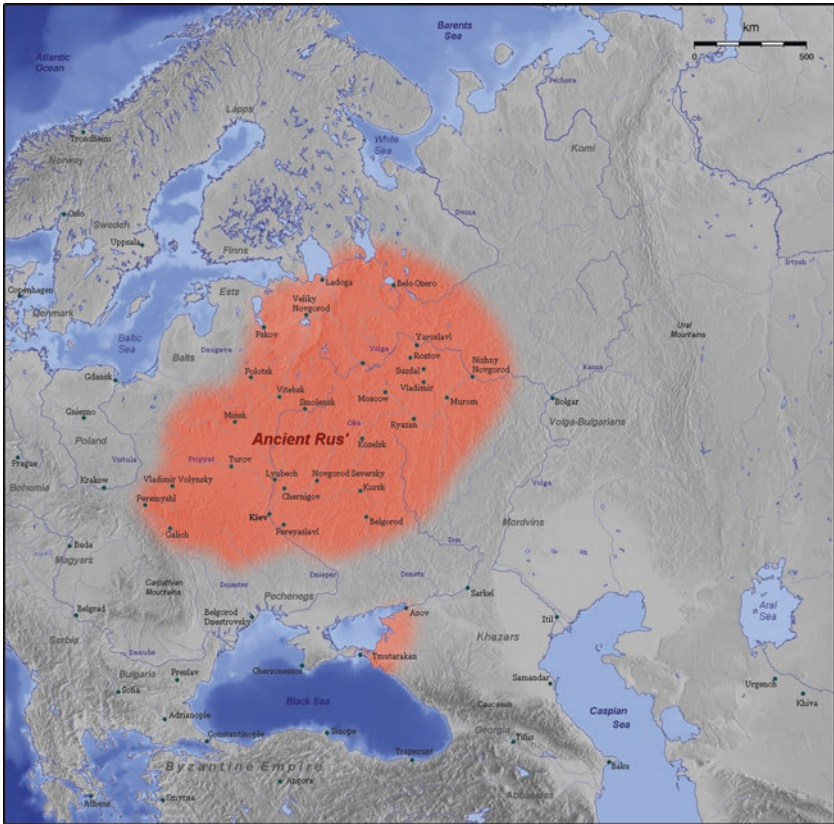 Barents
Sea
km
0
500
Atlantic
Ocean
Pechora
Lapps
Ob
Trondheim
White
Sea
Komi
Norway
Dvina
Oslo
Sweden
Uppsala
Finns
Irtysh
Ladoga
Belo Ozero
Copenhagen
Ests
Veliky
Novgorod
Denmark
Pskov
Ural
Mountains
Baltic
Sea
Yaroslavl
Daugava
Volga
Rostov
Balts
Suzdal
Nizhny
Novgorod
Kama
Gdansk
Polotsk
Vladimir
Vitebsk
Moscow
Murom
Bolgar
Smolensk
Gniezno
Minsk
Oka
Ryazan
Volga-Bulgarians
Poland
Ancient Rus'
Kozelsk
Prague
Vistula
Pripyat
Turov
Bohemia
Krakow
Vladimir Volynsky
Lyubech
Novgorod Seversky
Volga
Chernigov
Kursk
Peremyshl
Kiev
Belgorod
Mordvins
Galich
Pereyaslavl
Don
Buda
Magyars
Dnieper
Donets
Carpathian
Mountains
Dniester
Sarkel
Pechenegs
Azov
Aral
Sea
Belgrad
Belgorod
Dnestrovsky
Itil
Serbia
Khazars
Danube
Tmutarakan
Chersonesos
Bulgaria
Preslav
Samandar
Urgench
Sofia
Khiva
Black Sea
Caucasus
Caspian
Sea
Adrianople
Georgia
Constantinople
Sinope
Tiflis
Trapezunt
Baku
Byzantine Empire
Angora
Abbasides
Athens
Smyrna